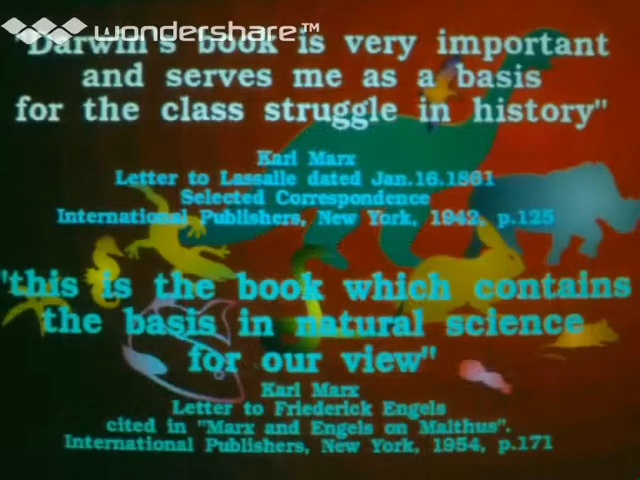 wondershare™
"Darwin's book is very important
and serves me as a basis
for the class struggle in history"
Karl Marx
Letter to Lassalle dated Jan.16.1861
Selected Correspondence
International Publishers, New York, 1942, p.125
"this is the book which contains
the basis in natural science
for our view"
Karl Marx
Letter to Friederick Engels
cited in "Marx and Engels on Malthus".
International Publishers, New York, 1954, p.171